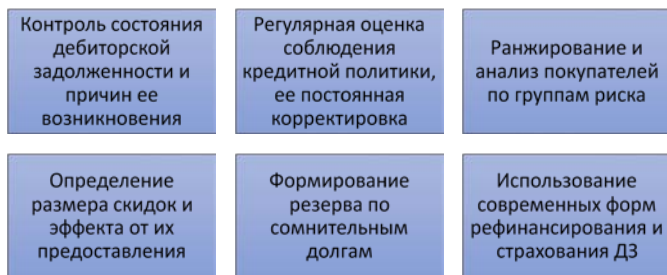 Контроль состояния
дебиторской
задолженности и
причин ее
возникновения
Регулярная оценка
соблюдения
кредитной политики,
ее постоянная
корректировка
Ранжирование и
анализ покупателей
по группам риска
Определение
размера скидок и
эффекта от их
предоставления
Формирование
резерва по
сомнительным
долгам
Использование
современных форм
рефинансирования и
страхования ДЗ